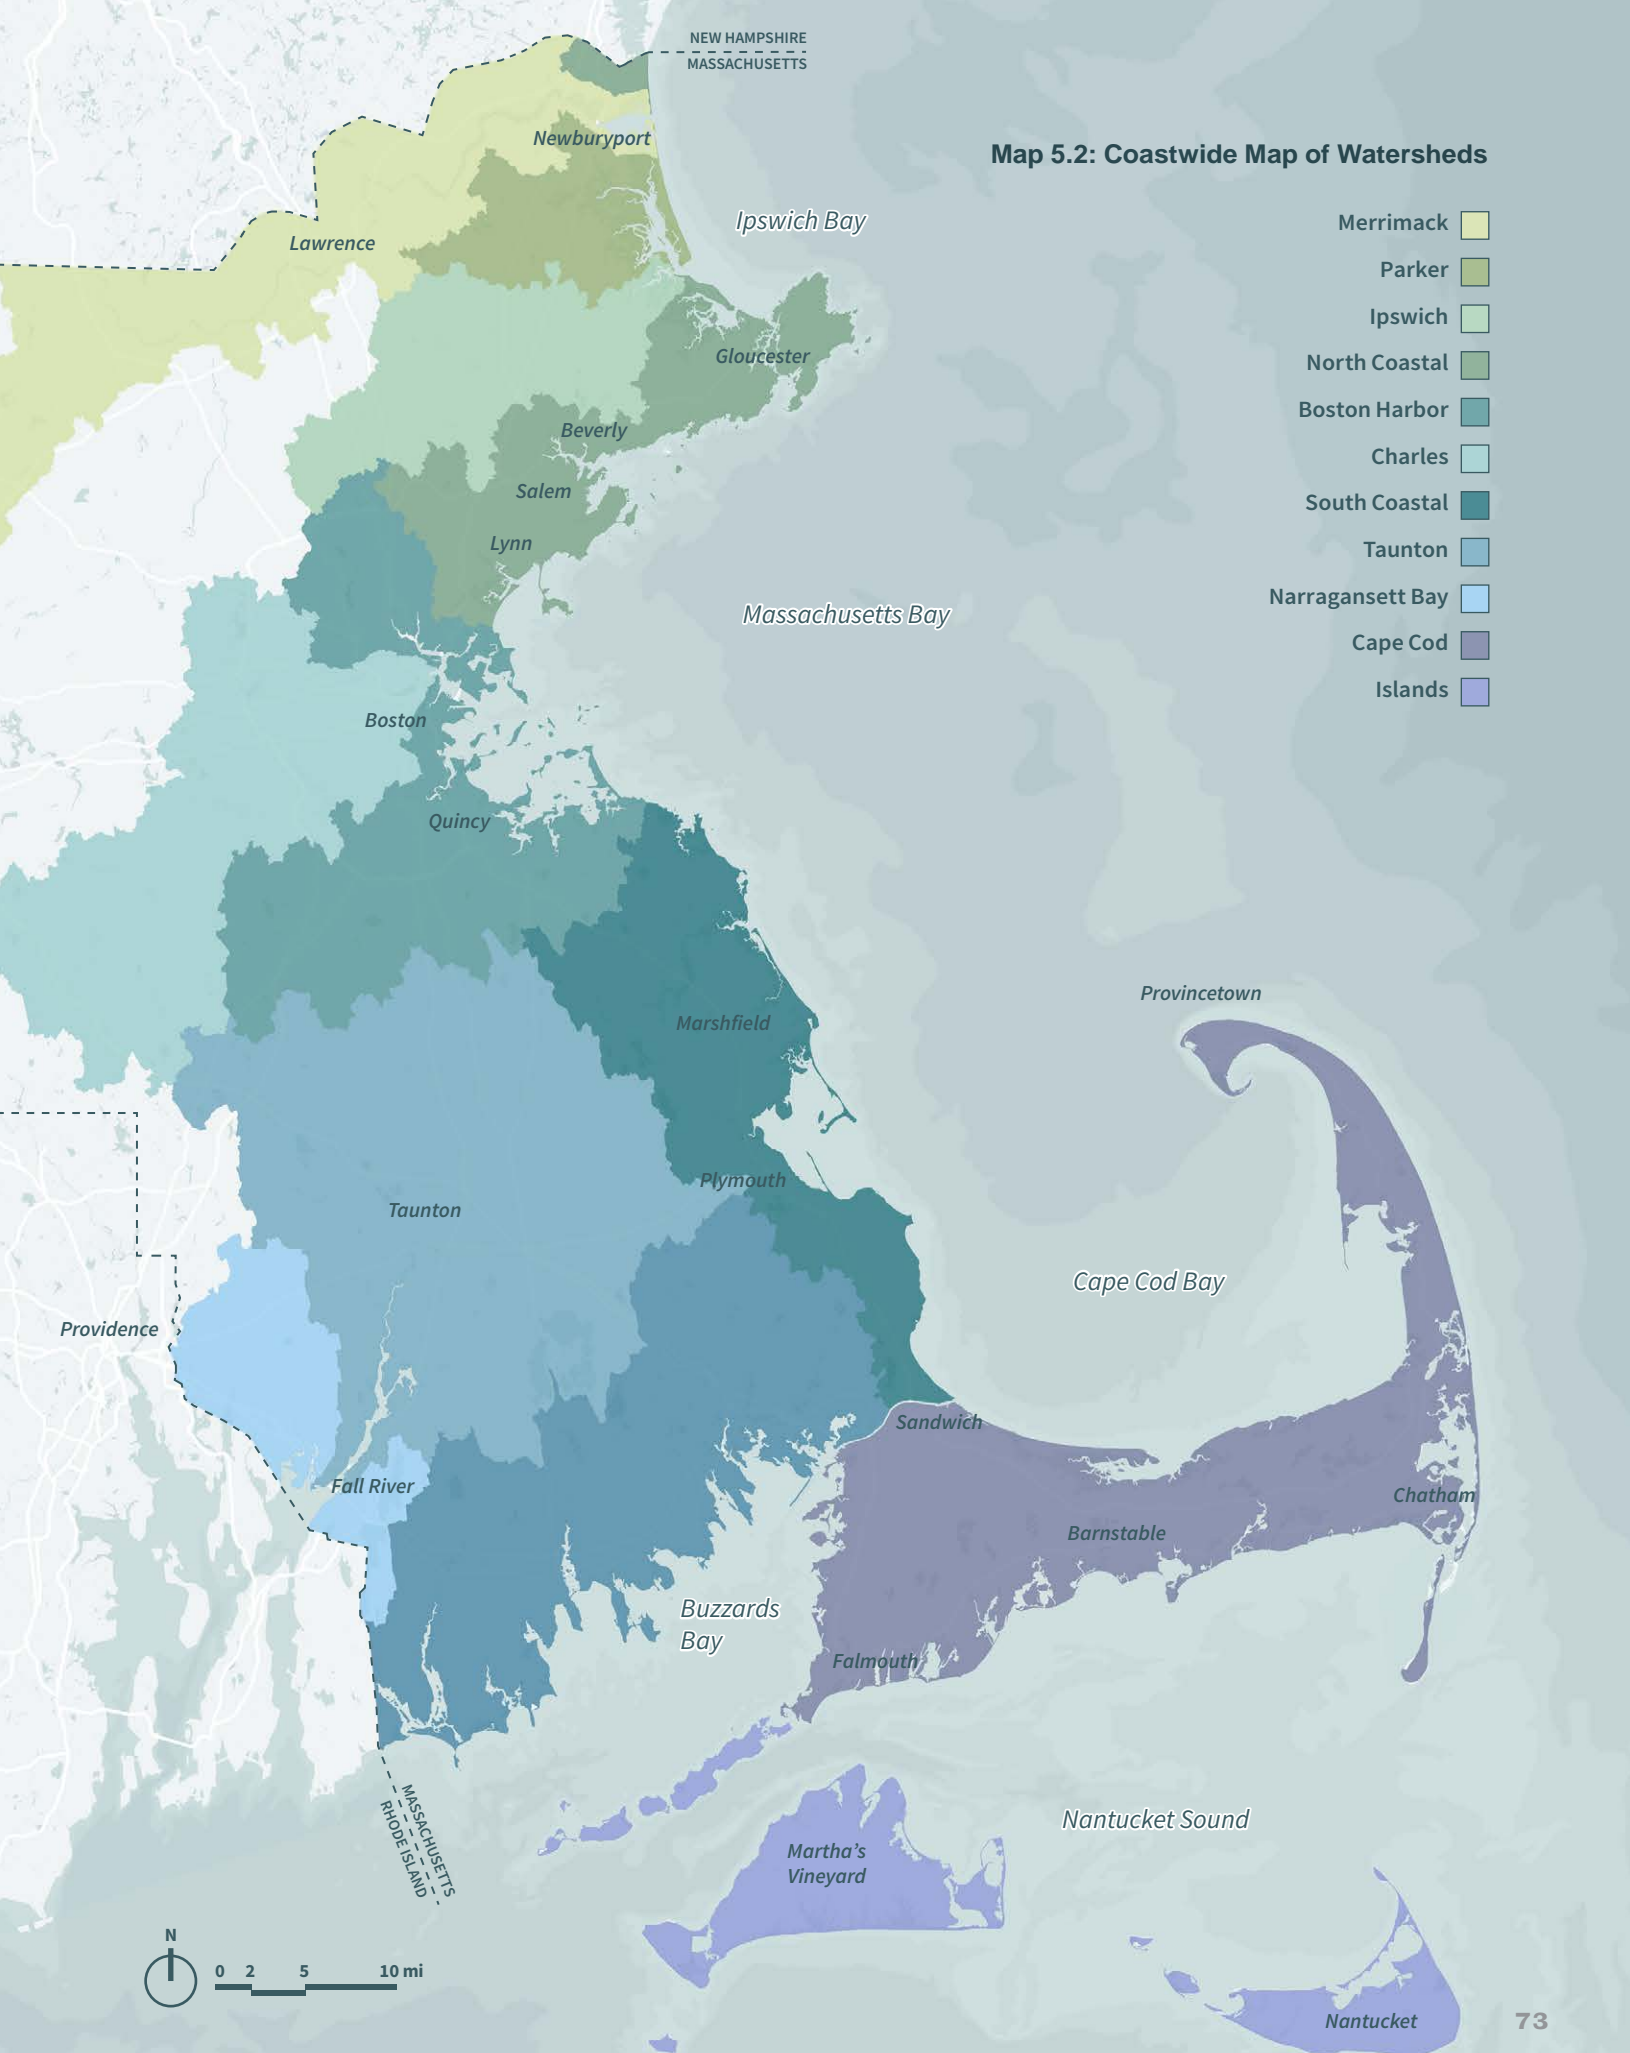 NEW HAMPSHIRE
MASSACHUSETTS
Newburyport
Map 5.2: Coastwide Map of Watersheds
Ipswich Bay
Merrimack
Lawrence
Parker
Ipswich
Gloucester
North Coastal
Beverly
Boston Harbor
Charles
Salem
South Coastal
Lynn
Taunton
Massachusetts Bay
Narragansett Bay
Cape Cod
Islands
Boston
Quincy
Provincetown
Marshfield
Plymouth
Taunton
Cape Cod Bay
Providence
Sandwich
Fall River
Chatham
Barnstable
Buzzards
Bay
Falmouth
MASSACHUSETTS
RHODE ISLAND
Nantucket Sound
Martha's
Vineyard
N
0 2 5 10 mi
Nantucket
73